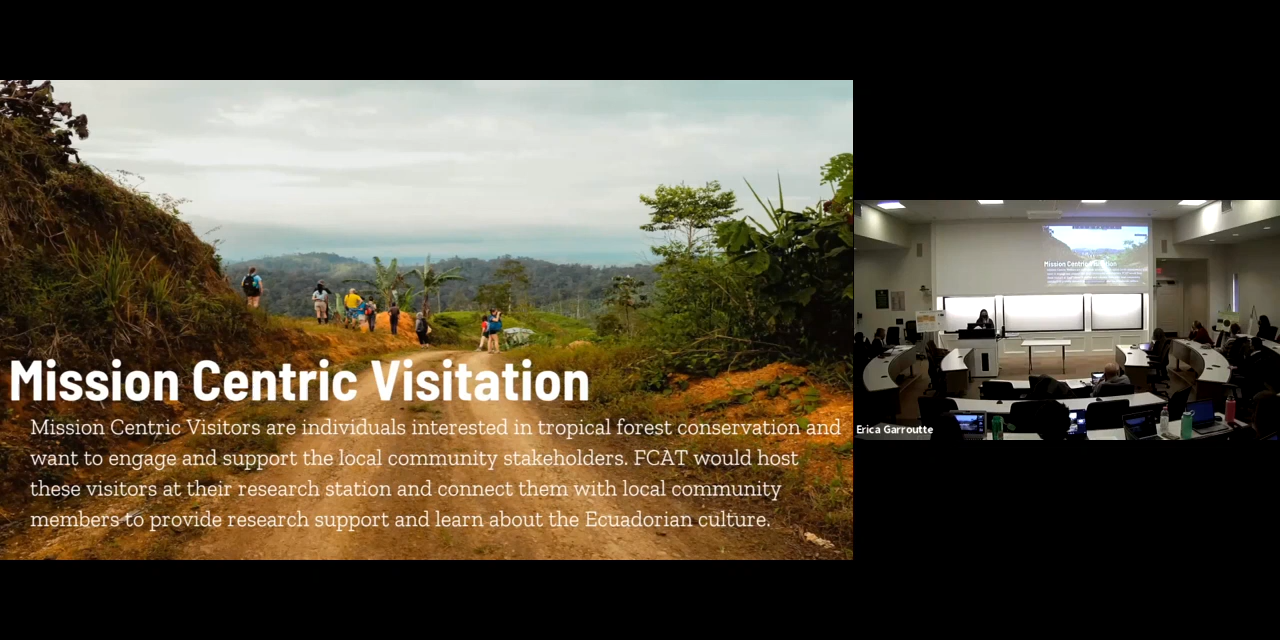 Mission Centric Visitation
Mission Centric Visitors are individuals interested in tropical forest conservation and
want to engage and support the local community stakeholders. FCAT would host
these visitors at their research station and connect them with local community
members to provide research support and learn about the Ecuadorian culture.
Mission Centric Visitation
Erica Garroutte